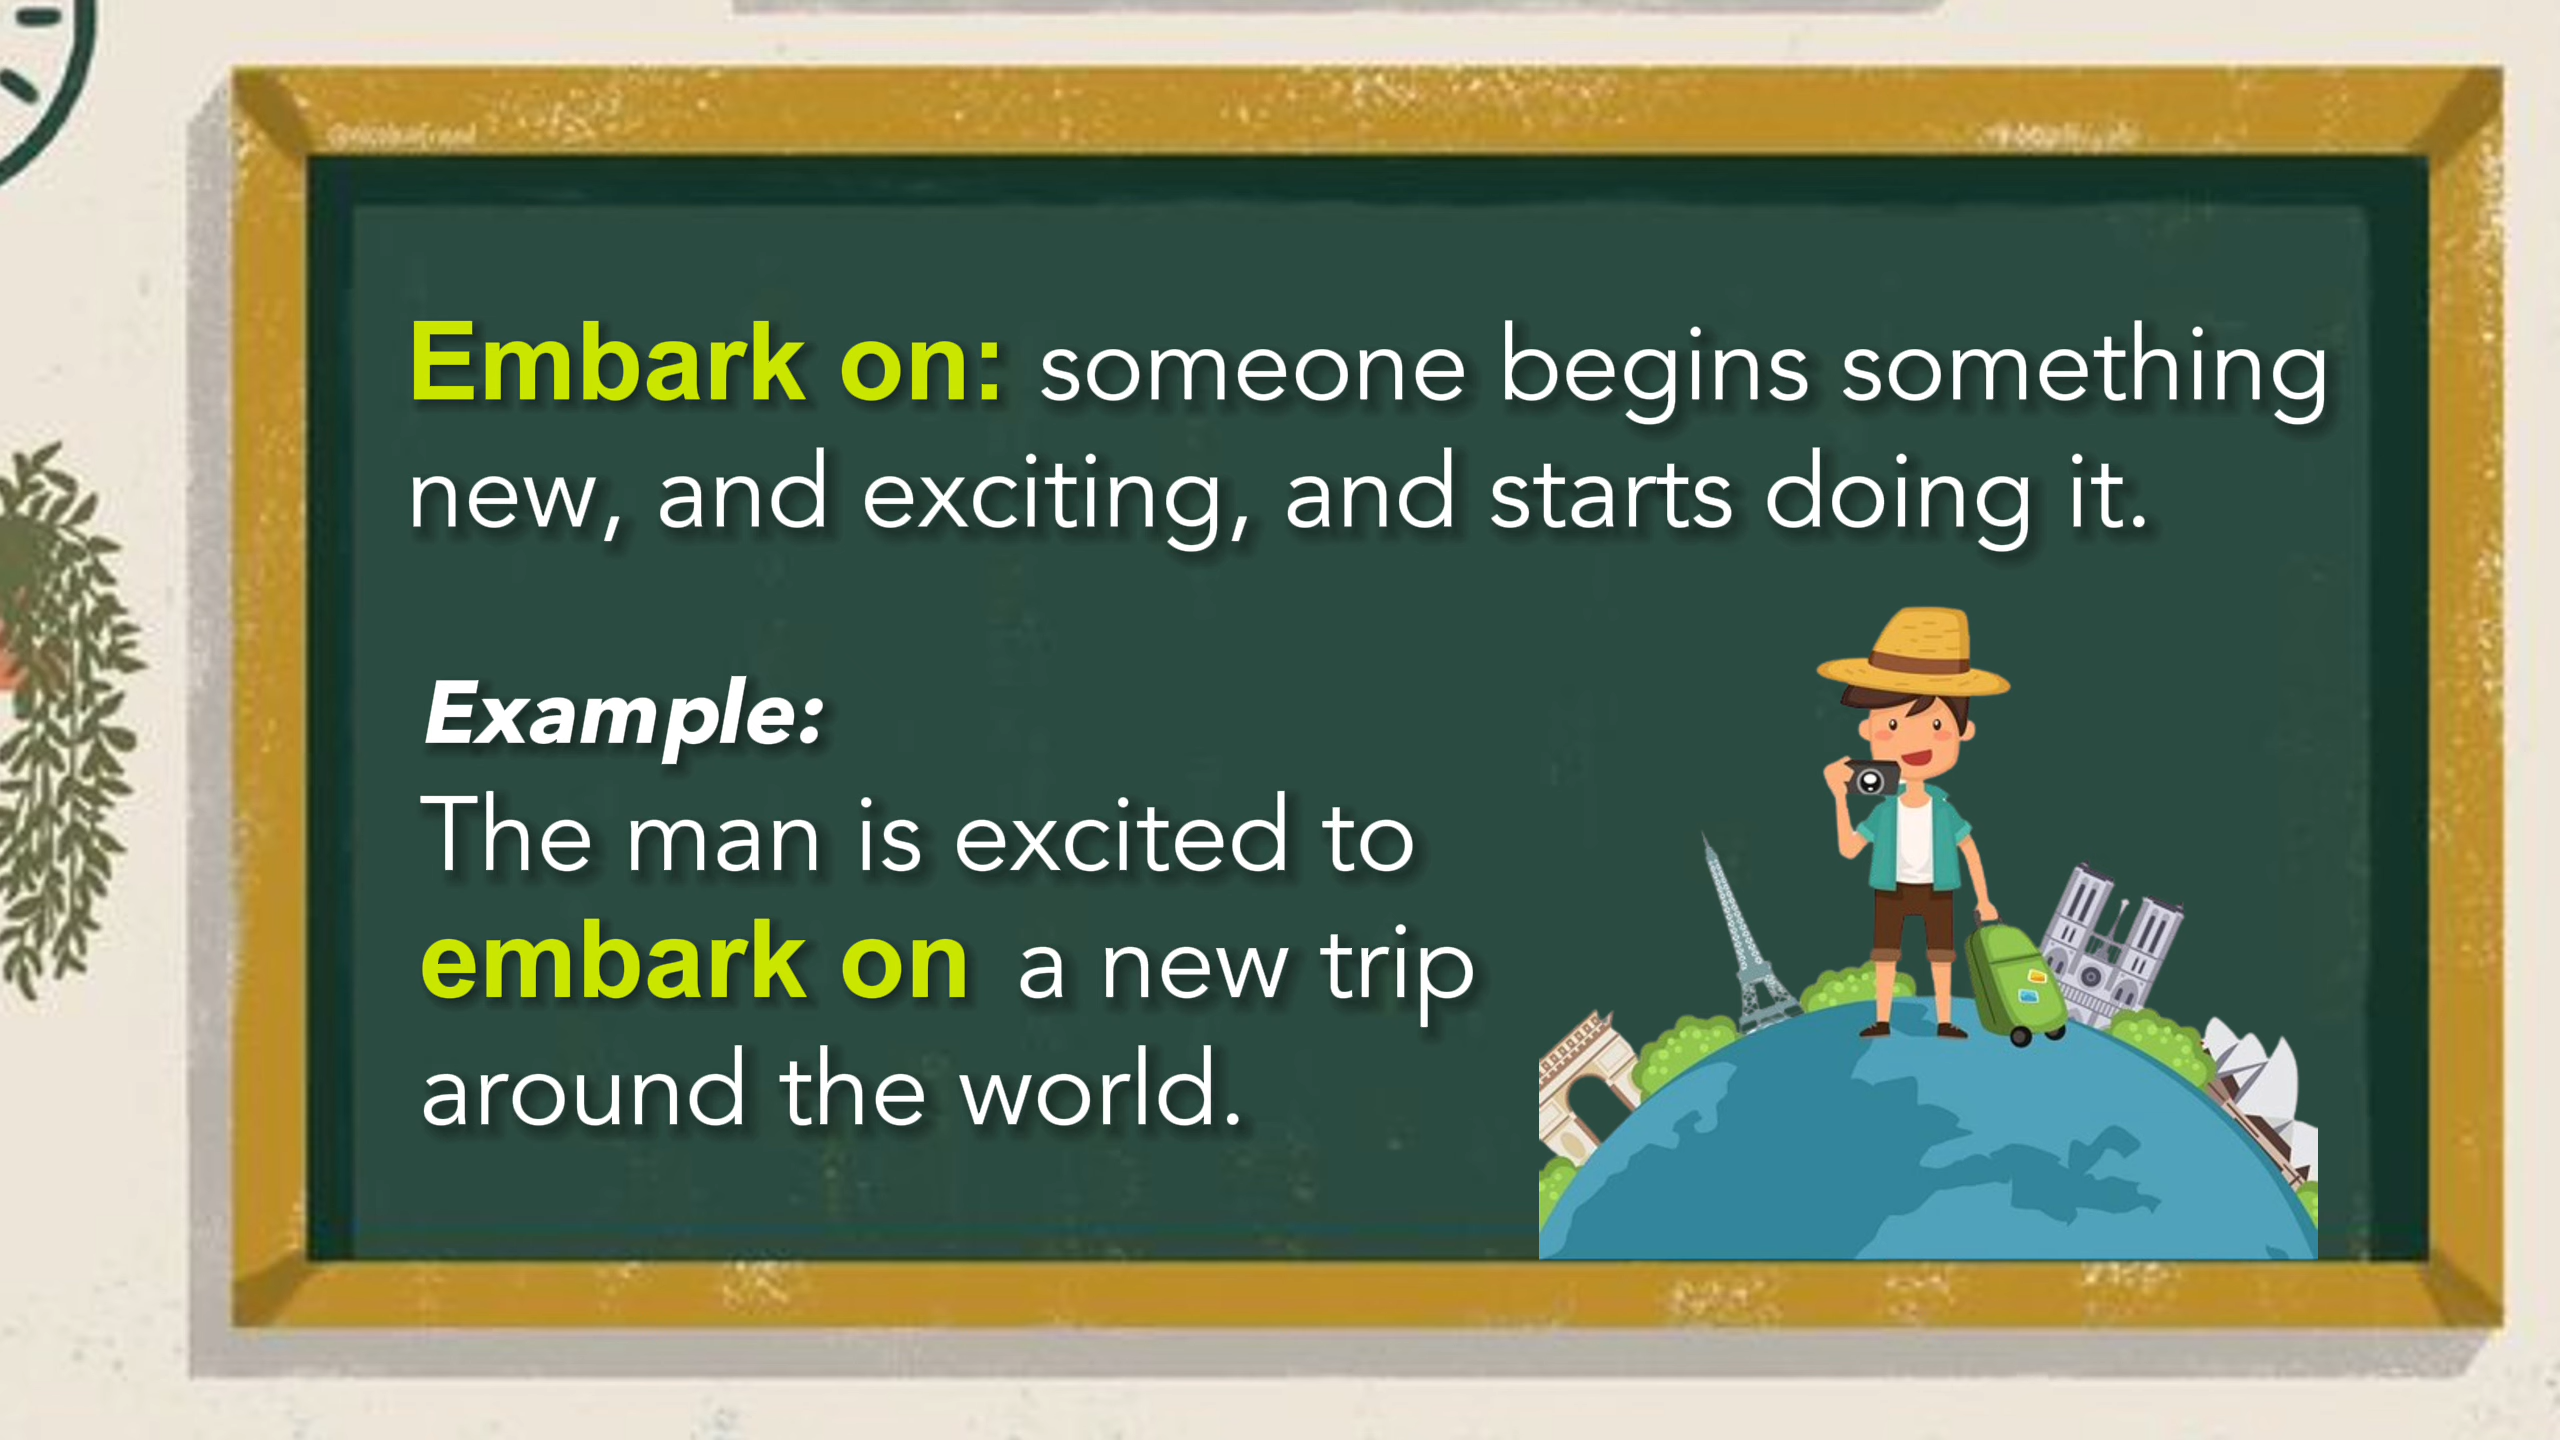 Embark on: someone begins something
new, and exciting, and starts doing it.
Example:
The man is excited to
embark on a new trip
around the world.